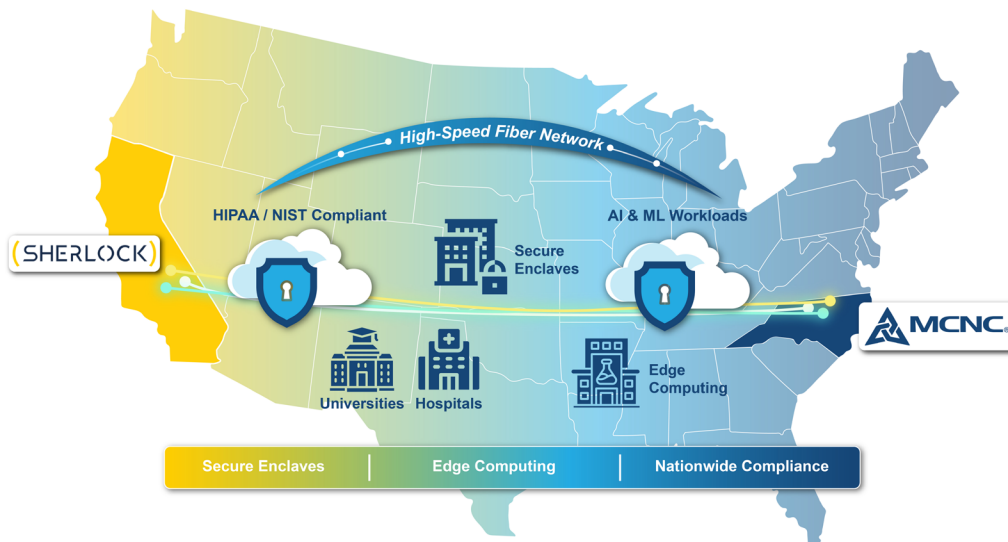 High-Speed Fiber Network
HIPAA / NIST Compliant
AI & ML Workloads
(SHERLOCK)
Secure
Enclaves
MCNC®
Universities
Hospitals
Edge
Computing
Secure Enclaves | Edge Computing | Nationwide Compliance